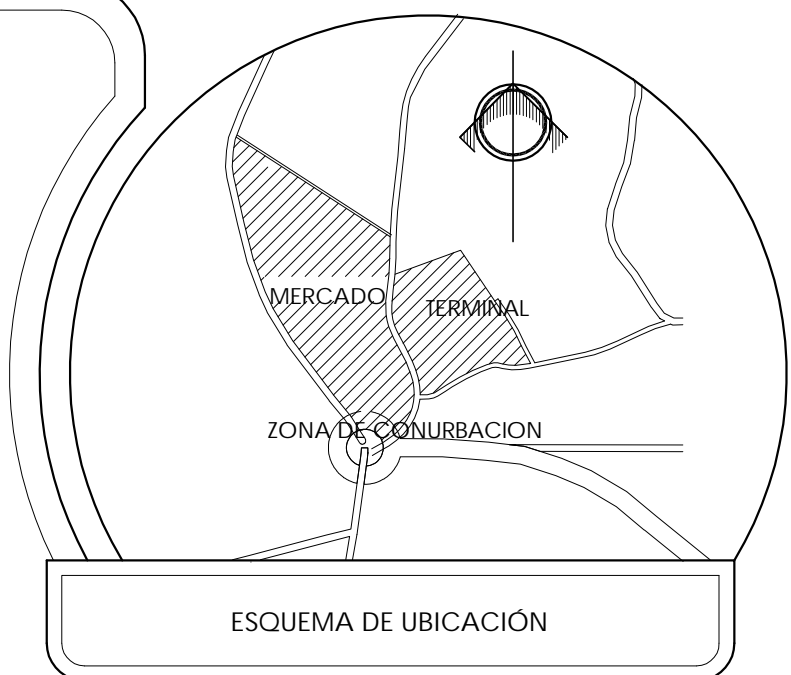 MERCADO
TERMINAL
ZONA DE CONURBACION
ESQUEMA DE UBICACIÓN